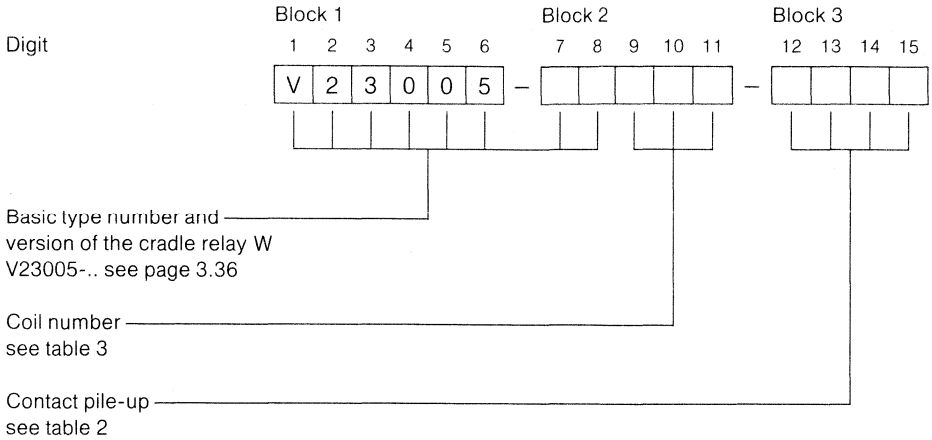 Block 1 Block 2 Block 3
Digit 1 2 3 4 5 6 7 8 9 10 11 12 13 14 15
V 2 3 0 0 5 – –
Basic type number and
version of the cradle relay W
V23005-.. see page 3.36
Coil number
see table 3
Contact pile-up
see table 2